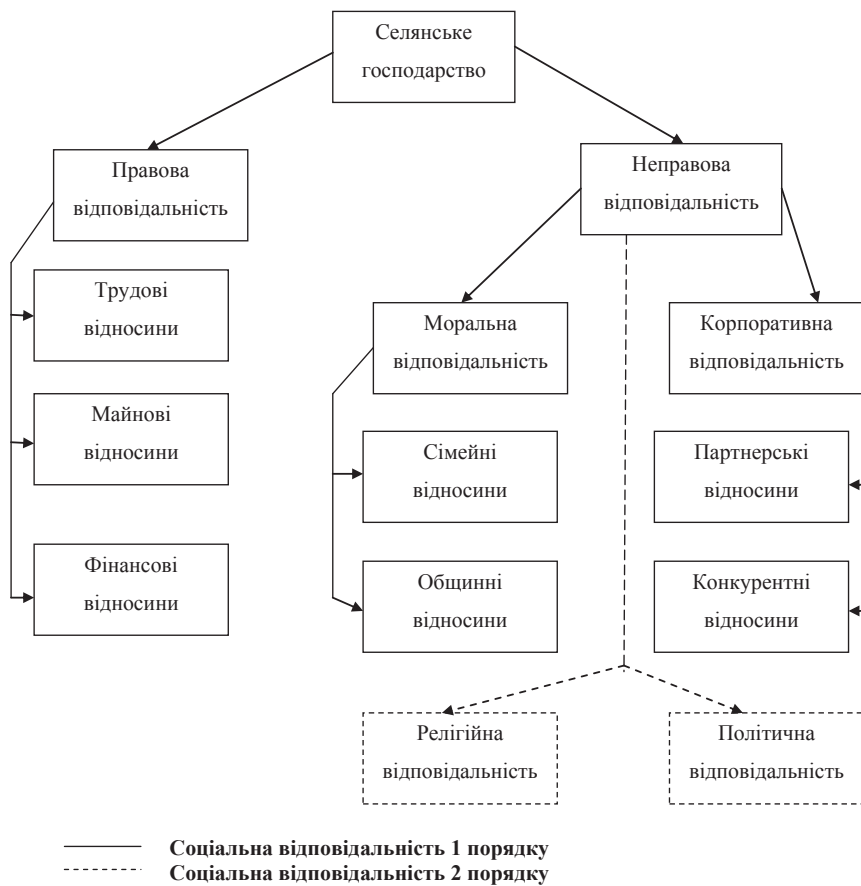 Селянське
господарство
Правова
відповідальність
Неправова
відповідальність
Трудові
відносини
Моральна
відповідальність
Корпоративна
відповідальність
Майнові
відносини
Сімейні
відносини
Партнерські
відносини
Фінансові
відносини
Общинні
відносини
Конкурентні
відносини
Релігійна
відповідальність
Політична
відповідальність
Соціальна відповідальність 1 порядку
Соціальна відповідальність 2 порядку